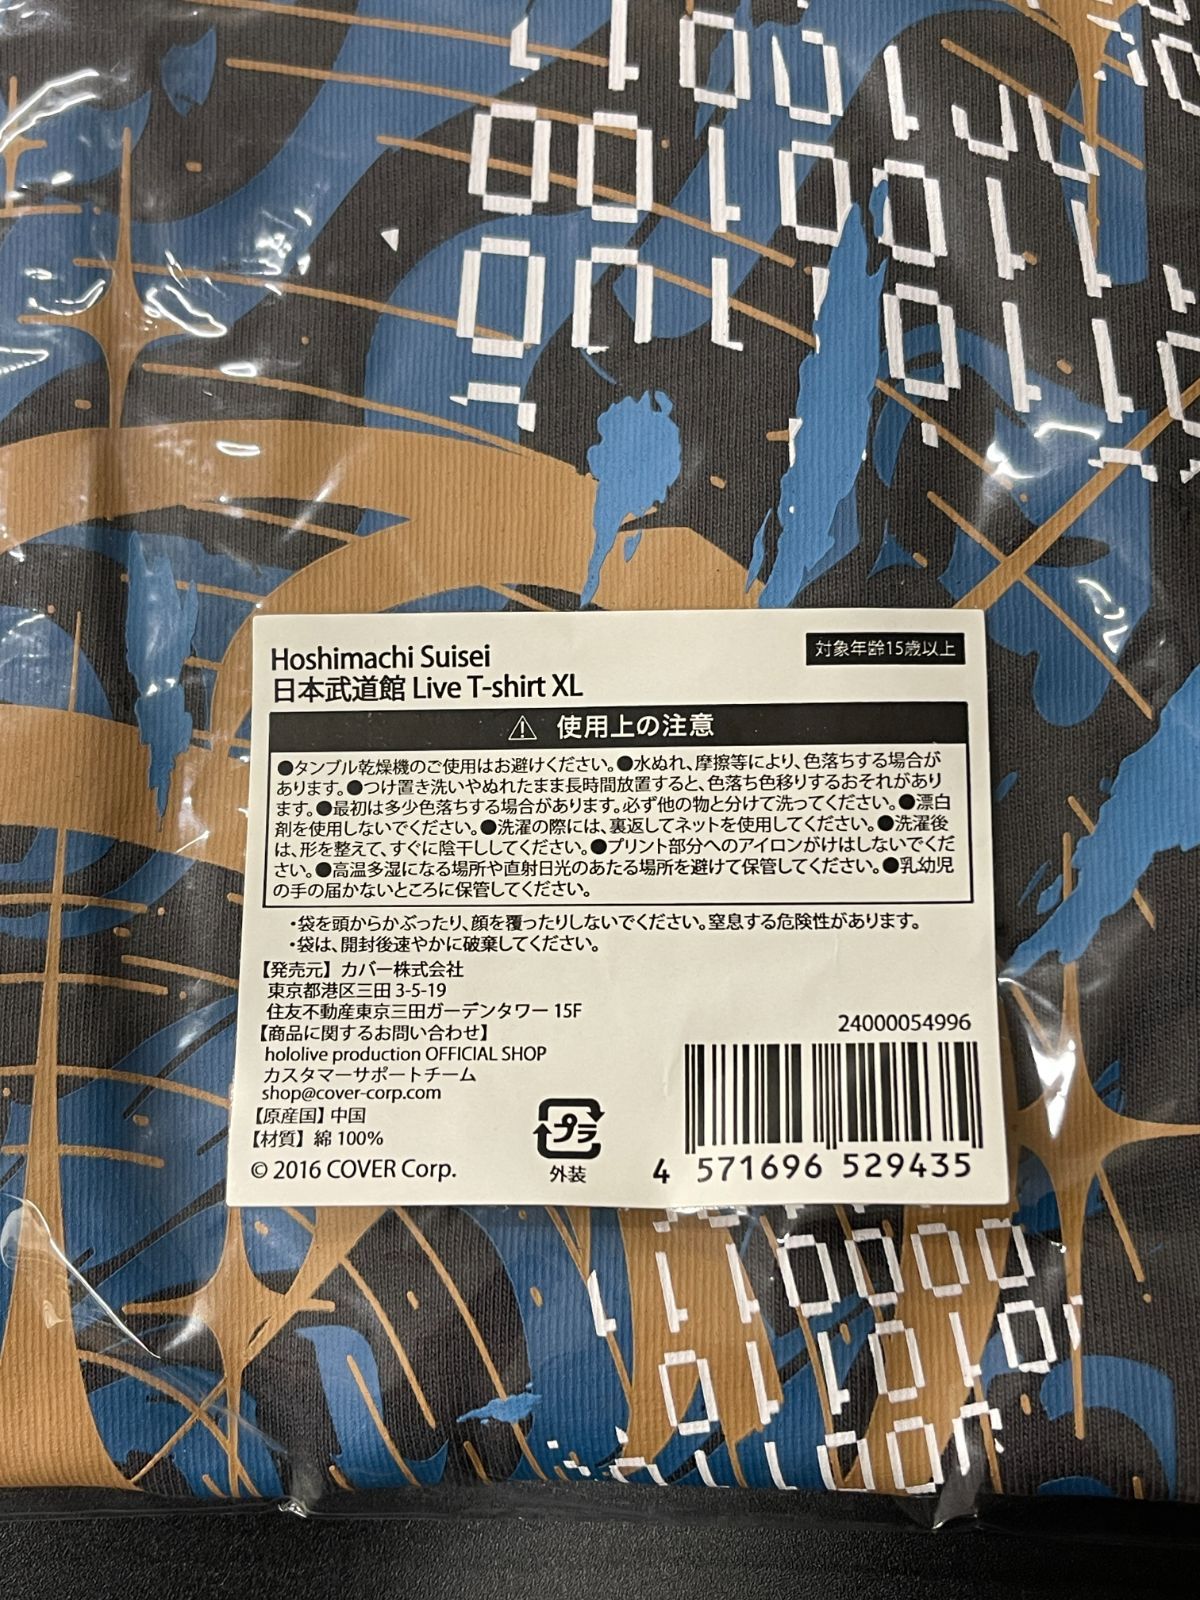 Hoshimachi Suisei
日本武道館 Live T-shirt XL
対象年齢15歳以上
⚠ 使用上の注意
●タンブル乾燥機のご使用はお避けください。●水ぬれ、摩擦等により、色落ちする場合が
あります。●つけ置き洗いやぬれたまま長時間放置すると、色落ち色移りするおそれがあり
ます。●最初は多少色落ちする場合があります。必ず他の物と分けて洗ってください。●漂白
剤を使用しないでください。●洗濯の際には、裏返してネットを使用してください。●洗濯後
は、形を整えて、すぐに陰干ししてください。●プリント部分へのアイロンがけはしないでくだ
さい。●高温多湿になる場所や直射日光のあたる場所を避けて保管してください。●乳幼児
の手の届かないところに保管してください。
・袋を頭からかぶったり、顔を覆ったりしないでください。窒息する危険性があります。
・袋は、開封後速やかに破棄してください。
【発売元】カバー株式会社
東京都港区三田 3-5-19
住友不動産東京三田ガーデンタワー 15F
【商品に関するお問い合わせ】
hololive production OFFICIAL SHOP
カスタマーサポートチーム
shop@cover-corp.com
【原産国】中国
【材質】綿 100%
© 2016 COVER Corp.
プラ
外装
24000054996
4 571696 529435